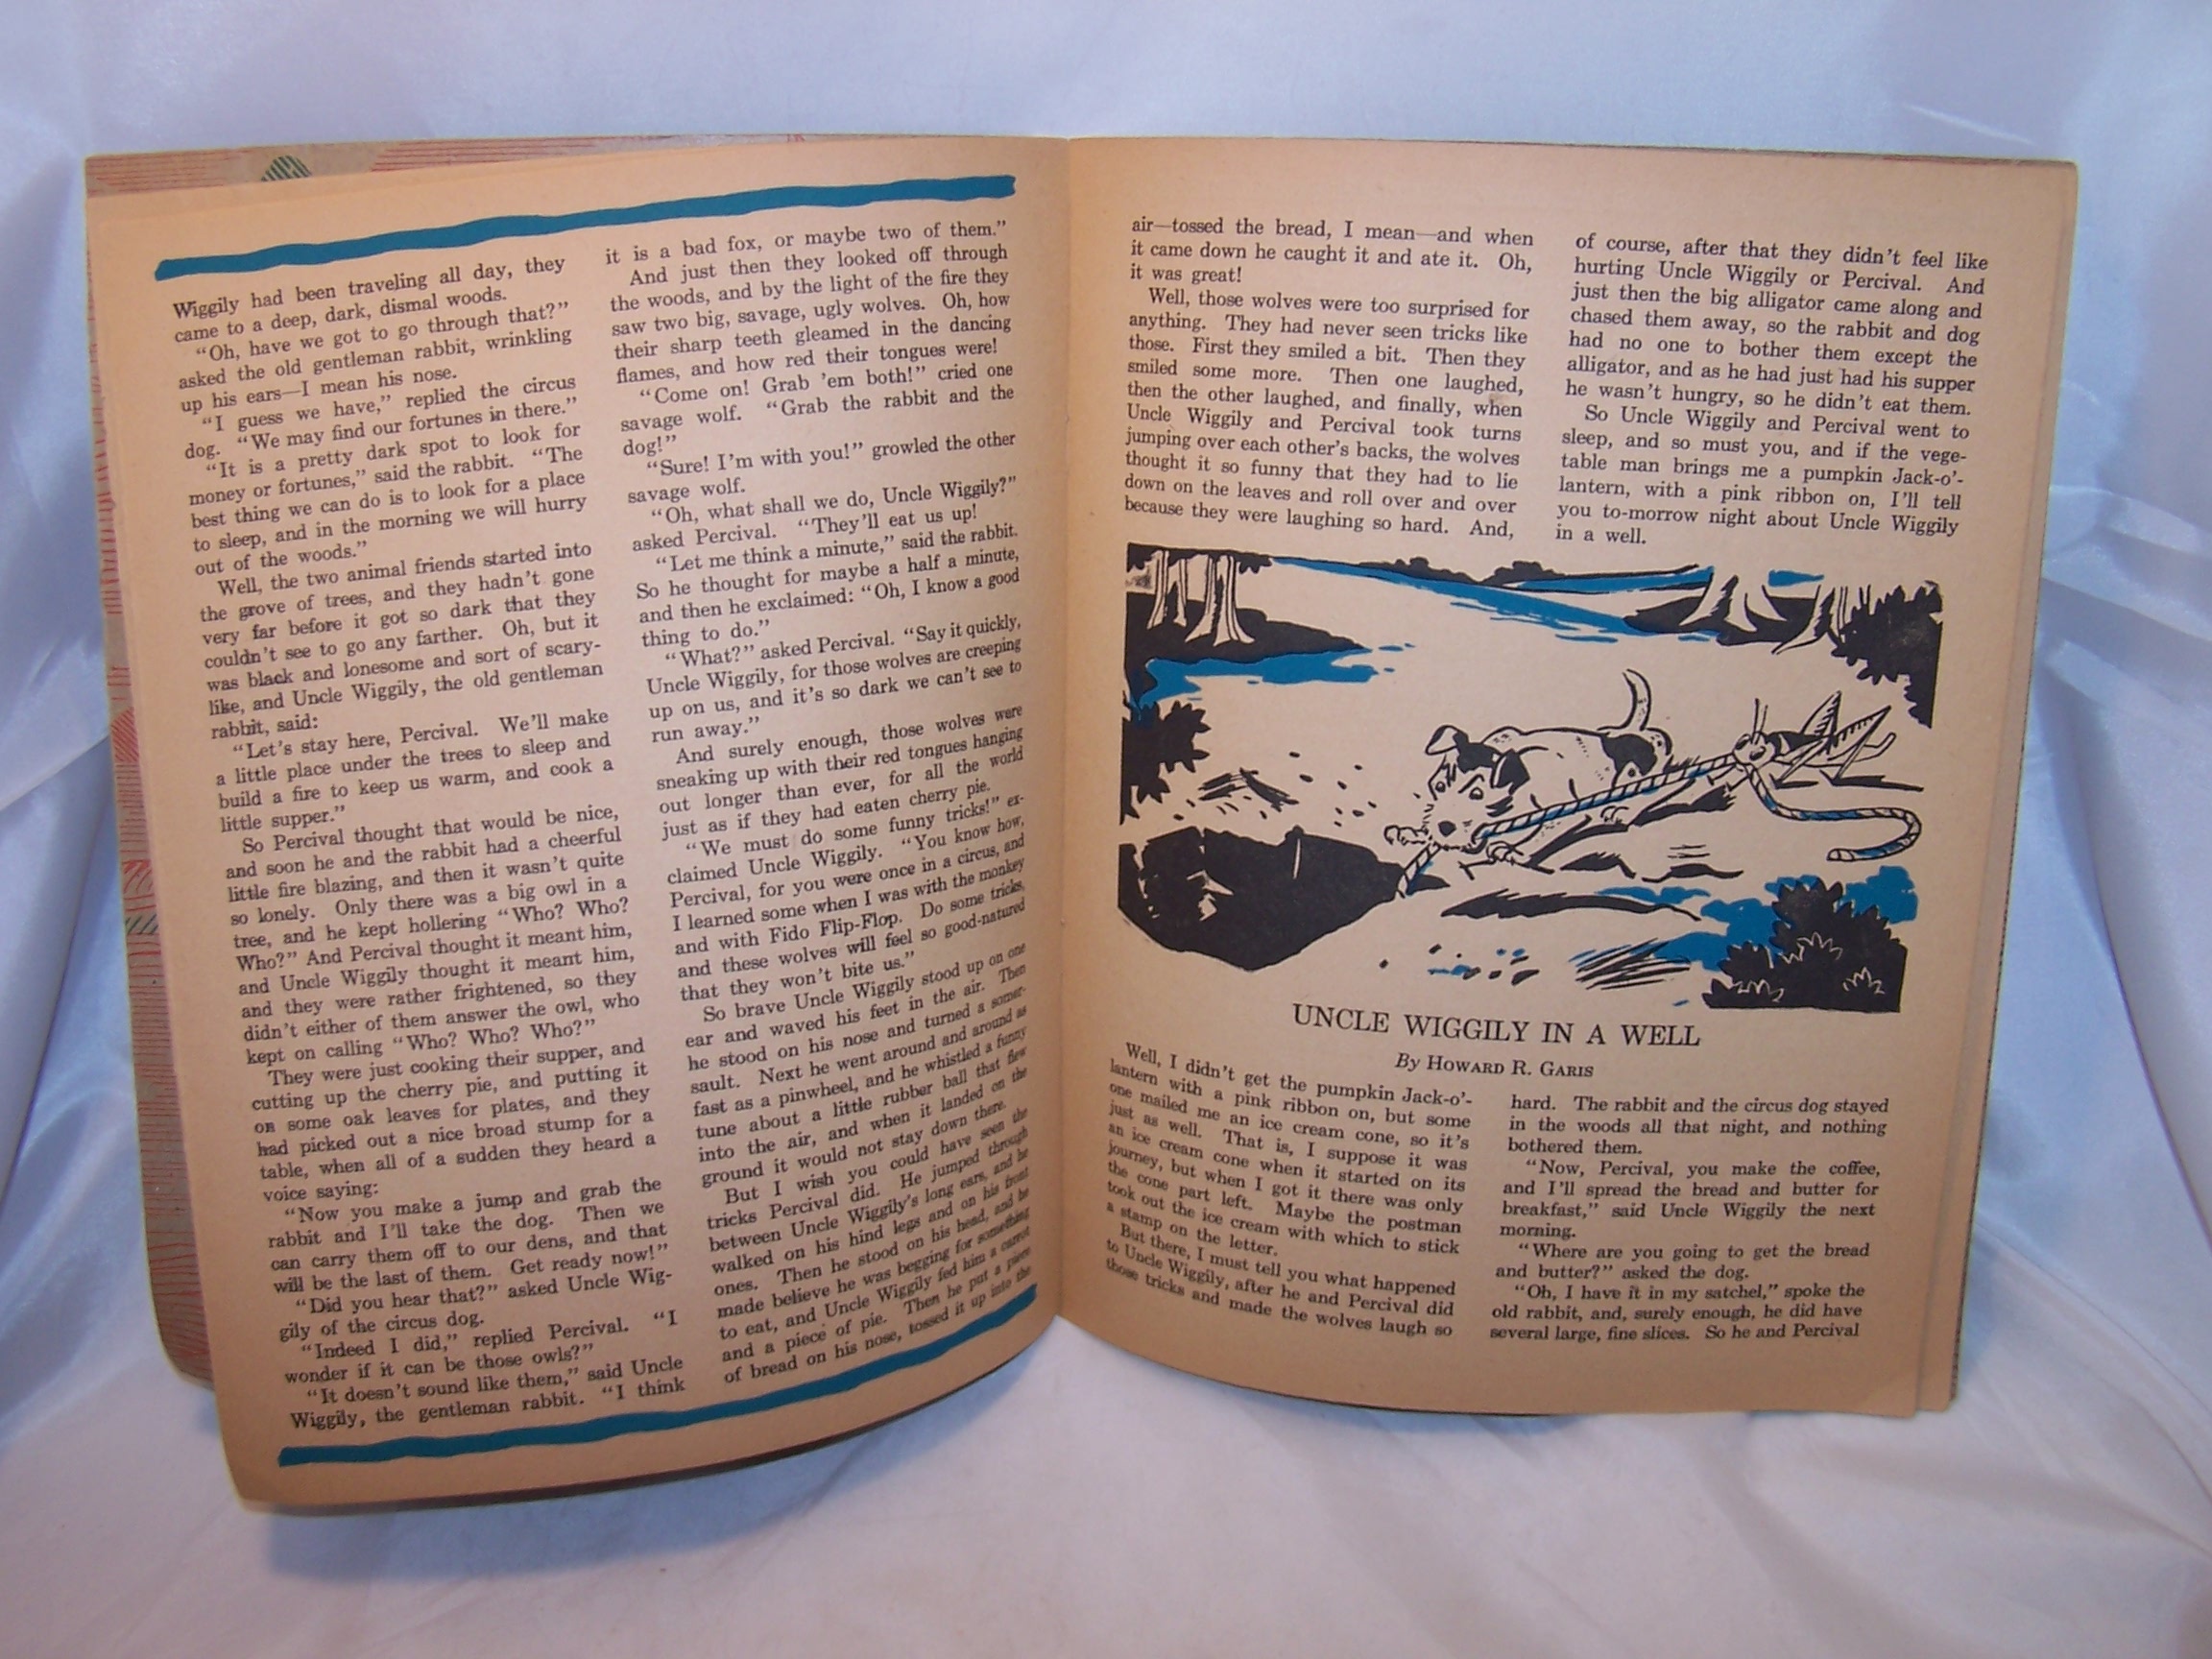 Wiggily had been traveling all day, they
came to a deep, dark, dismal woods.
“Oh, have we got to go through that?”
asked the old gentleman rabbit, wrinkling
up his ears—I mean his nose.
“I guess we have,” replied the circus
dog. “We may find our fortunes in there.”
“It is a pretty dark spot to look for
money or fortunes,” said the rabbit. “The
best thing we can do is to look for a place
to sleep, and in the morning we will hurry
out of the woods.”
Well, the two animal friends started into
the grove of trees, and they hadn’t gone
very far before it got so dark that they
couldn’t see to go any farther. Oh, but it
was black and lonesome and sort of scary-
like, and Uncle Wiggily, the old gentleman
rabbit, said:
“Let’s stay here, Percival. We’ll make
a little place under the trees to sleep and
build a fire to keep us warm, and cook a
little supper.”
So Percival thought that would be nice,
and soon he and the rabbit had a cheerful
little fire blazing, and then it wasn’t quite
so lonely. Only there was a big owl in a
tree, and he kept hollering “Who? Who?
Who?” And Percival thought it meant him,
and Uncle Wiggily thought it meant him,
and they were rather frightened, so they
didn’t either of them answer the owl, who
kept on calling “Who? Who? Who?”
They were just cooking their supper, and
cutting up the cherry pie, and putting it
on some oak leaves for plates, and they
had picked out a nice broad stump for a
table, when all of a sudden they heard a
voice saying:
“Now you make a jump and grab the
rabbit and I’ll take the dog. Then we
can carry them off to our dens, and that
will be the last of them. Get ready now!”
“Did you hear that?” asked Uncle Wig-
gily of the circus dog.
“Indeed I did,” replied Percival. “I
wonder if it can be those owls?”
“It doesn’t sound like them,” said Uncle
Wiggily, the gentleman rabbit. “I think
it is a bad fox, or maybe two of them.”
And just then they looked off through
the woods, and by the light of the fire they
saw two big, savage, ugly wolves. Oh, how
their sharp teeth gleamed in the dancing
flames, and how red their tongues were!
“Come on! Grab ’em both!” cried one
savage wolf. “Grab the rabbit and the
dog!”
“Sure! I’m with you!” growled the other
savage wolf.
“Oh, what shall we do, Uncle Wiggily?”
asked Percival. “They’ll eat us up!
“Let me think a minute,” said the rabbit.
So he thought for maybe a half a minute,
and then he exclaimed: “Oh, I know a good
thing to do.”
“What?” asked Percival. “Say it quickly,
Uncle Wiggily, for those wolves are creeping
up on us, and it’s so dark we can’t see to
run away.”
And surely enough, those wolves were
sneaking up with their red tongues hanging
out longer than ever, for all the world
just as if they had eaten cherry pie.
“We must do some funny tricks!” ex-
claimed Uncle Wiggily. “You know how,
Percival, for you were once in a circus, and
I learned some when I was with the monkey
and with Fido Flip-Flop. Do some tricks,
and these wolves will feel so good-natured
that they won’t bite us.”
So brave Uncle Wiggily stood up on one
ear and waved his feet in the air. Then
he stood on his nose and turned a somer-
sault. Next he went around and around as
fast as a pinwheel, and he whistled a funny
tune about a little rubber ball that flew
into the air, and when it landed on the
ground it would not stay down there.
But I wish you could have seen the
tricks Percival did. He jumped through
between Uncle Wiggily’s long ears, and he
walked on his hind legs and on his front
ones. Then he stood on his head, and he
made believe he was begging for something
to eat, and Uncle Wiggily fed him a carrot
and a piece of pie. Then he put a piece
of bread on his nose, tossed it up into the
air—tossed the bread, I mean—and when
it came down he caught it and ate it. Oh,
it was great!
Well, those wolves were too surprised for
anything. They had never seen tricks like
those. First they smiled a bit. Then they
smiled some more. Then one laughed,
then the other laughed, and finally, when
Uncle Wiggily and Percival took turns
jumping over each other’s backs, the wolves
thought it so funny that they had to lie
down on the leaves and roll over and over
because they were laughing so hard. And,
of course, after that they didn’t feel like
hurting Uncle Wiggily or Percival. And
just then the big alligator came along and
chased them away, so the rabbit and dog
had no one to bother them except the
alligator, and as he had just had his supper
he wasn’t hungry, so he didn’t eat them.
So Uncle Wiggily and Percival went to
sleep, and so must you, and if the vege-
table man brings me a pumpkin Jack-o’-
lantern, with a pink ribbon on, I’ll tell
you to-morrow night about Uncle Wiggily
in a well.
UNCLE WIGGILY IN A WELL
By HOWARD R. GARIS
Well, I didn’t get the pumpkin Jack-o’-
lantern with a pink ribbon on, but some
one mailed me an ice cream cone, so it’s
just as well. That is, I suppose it was
an ice cream cone when it started on its
journey, but when I got it there was only
the cone part left. Maybe the postman
took out the ice cream with which to stick
a stamp on the letter.
But there, I must tell you what happened
to Uncle Wiggily, after he and Percival did
those tricks and made the wolves laugh so
hard. The rabbit and the circus dog stayed
in the woods all that night, and nothing
bothered them.
“Now, Percival, you make the coffee,
and I’ll spread the bread and butter for
breakfast,” said Uncle Wiggily the next
morning.
“Where are you going to get the bread
and butter?” asked the dog.
“Oh, I have it in my satchel,” spoke the
old rabbit, and, surely enough, he did have
several large, fine slices. So he and Percival